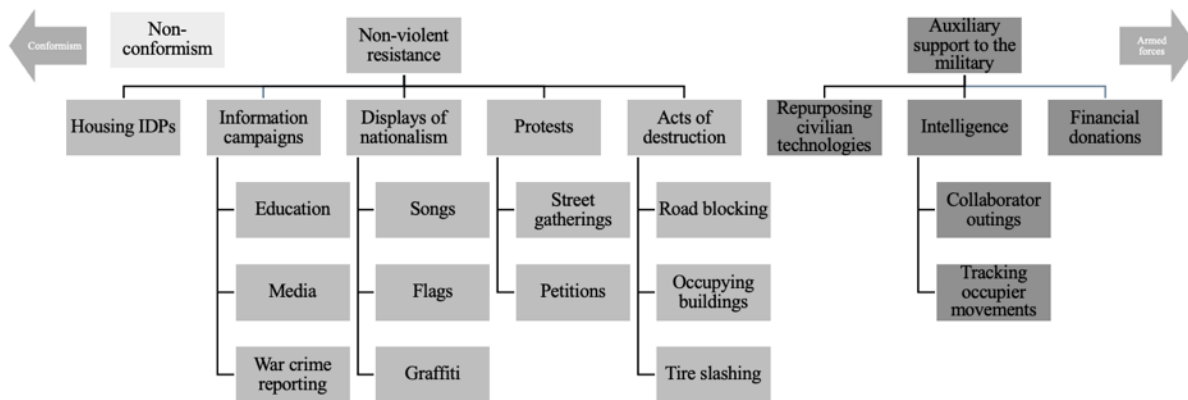 Conformism
Non-
conformism
Non-violent
resistance
Auxiliary
support to the
military
Armed
forces
Housing IDPs
Information
campaigns
Displays of
nationalism
Protests
Acts of
destruction
Repurposing
civilian
technologies
Intelligence
Financial
donations
Education
Songs
Street
gatherings
Road blocking
Collaborator
outings
Media
Flags
Petitions
Occupying
buildings
Tracking
occupier
movements
War crime
reporting
Graffiti
Tire slashing